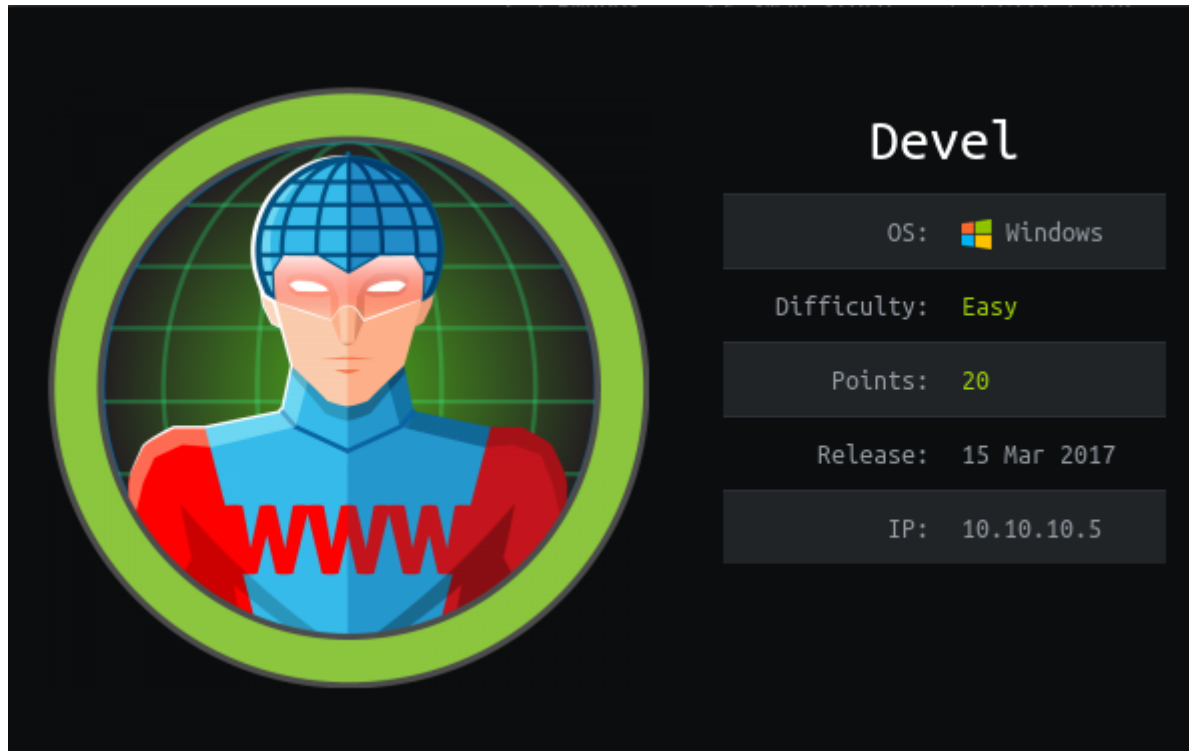 Devel
OS: Windows
Difficulty: Easy
Points: 20
Release: 15 Mar 2017
IP: 10.10.10.5
WWW